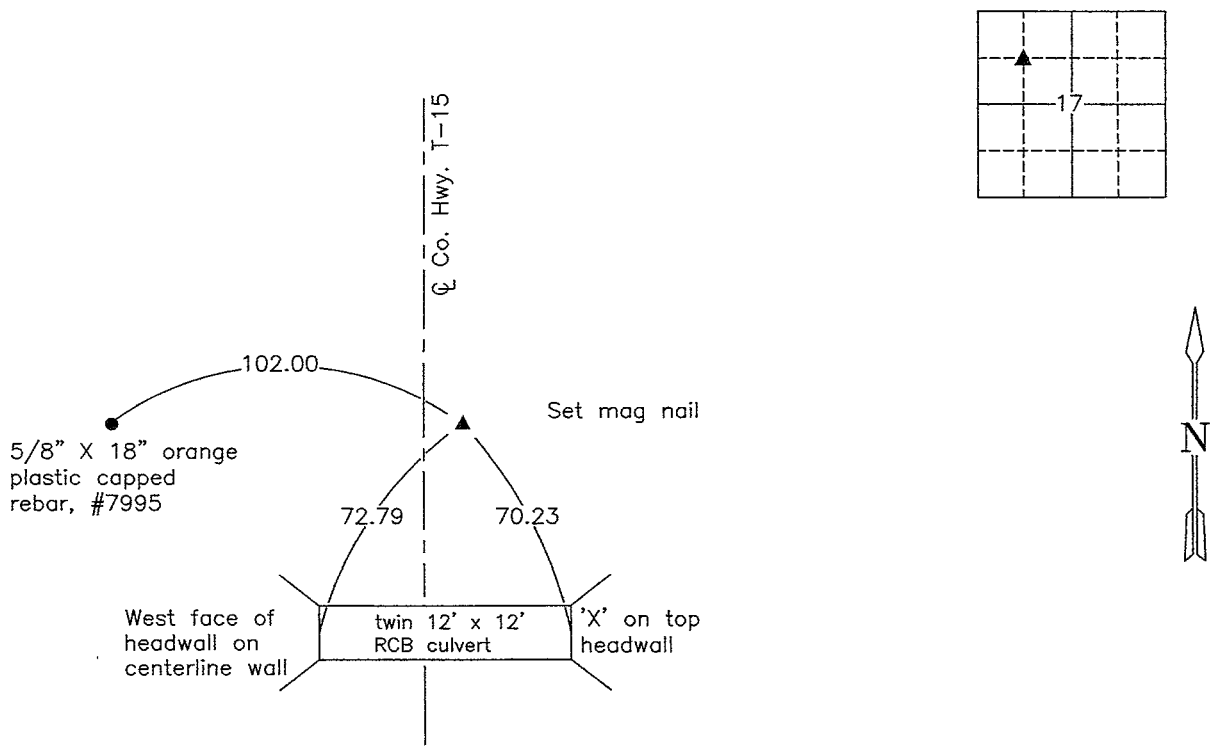 17
℄ Co. Hwy. T-15
102.00
Set mag nail
5/8" X 18" orange
plastic capped
rebar, #7995
N
72.79
70.23
West face of
headwall on
centerline wall
twin 12' x 12'
RCB culvert
'X' on top
headwall